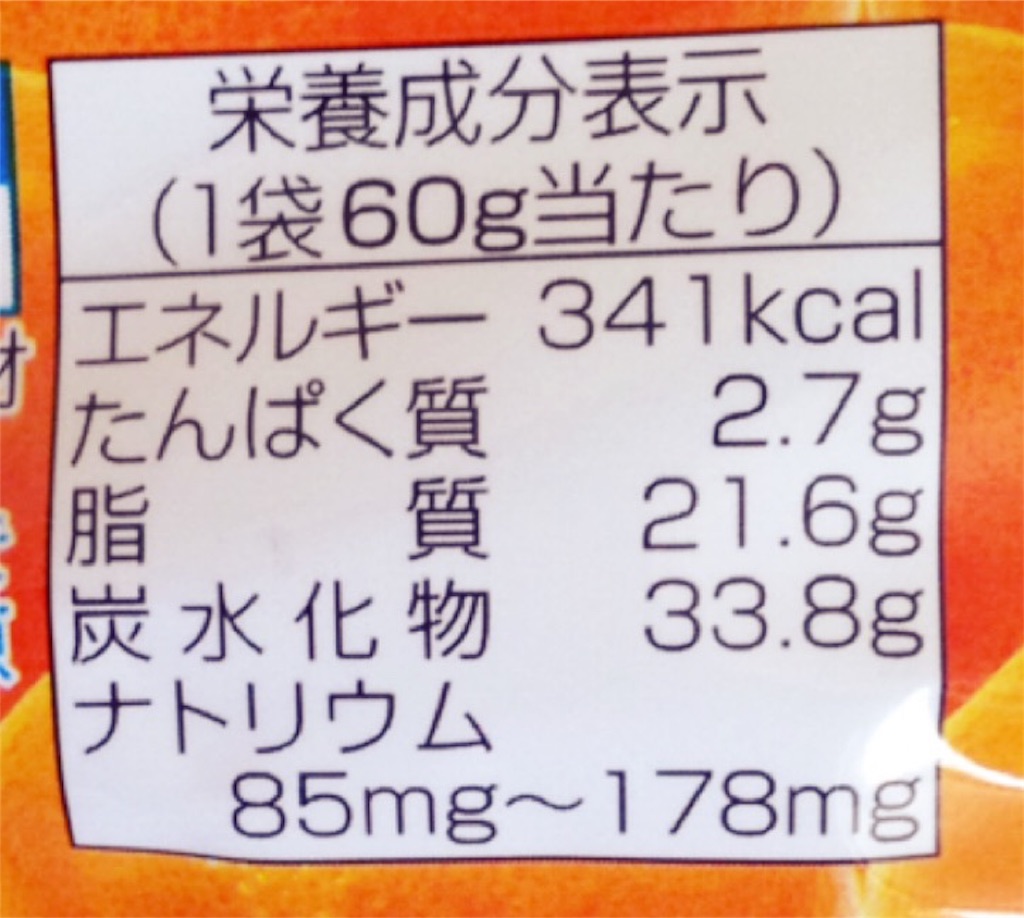 栄養成分表示
(1袋60g当たり)
エネルギー 341kcal
たんぱく質 2.7g
脂質 21.6g
炭水化物 33.8g
ナトリウム
85mg〜178mg
材